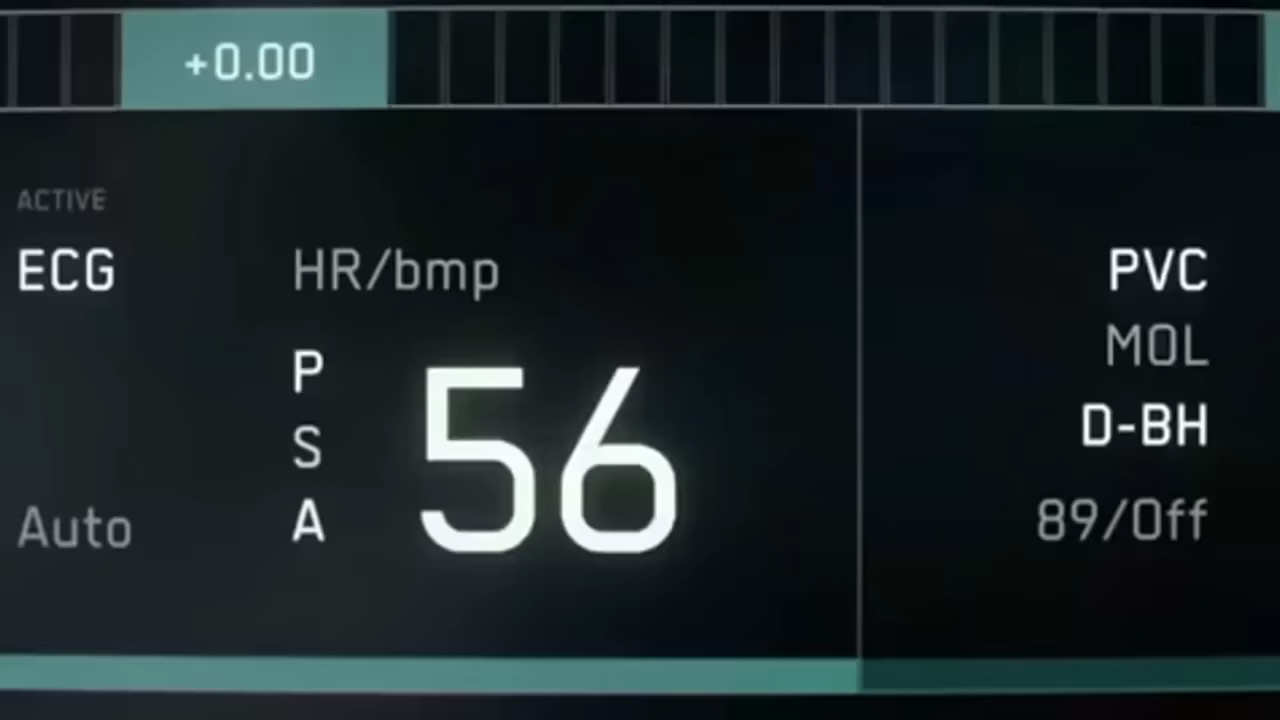 +0.00
ACTIVE
ECG
HR/bmp
P
S
A
56
Auto
PVC
MOL
D-BH
89/Off